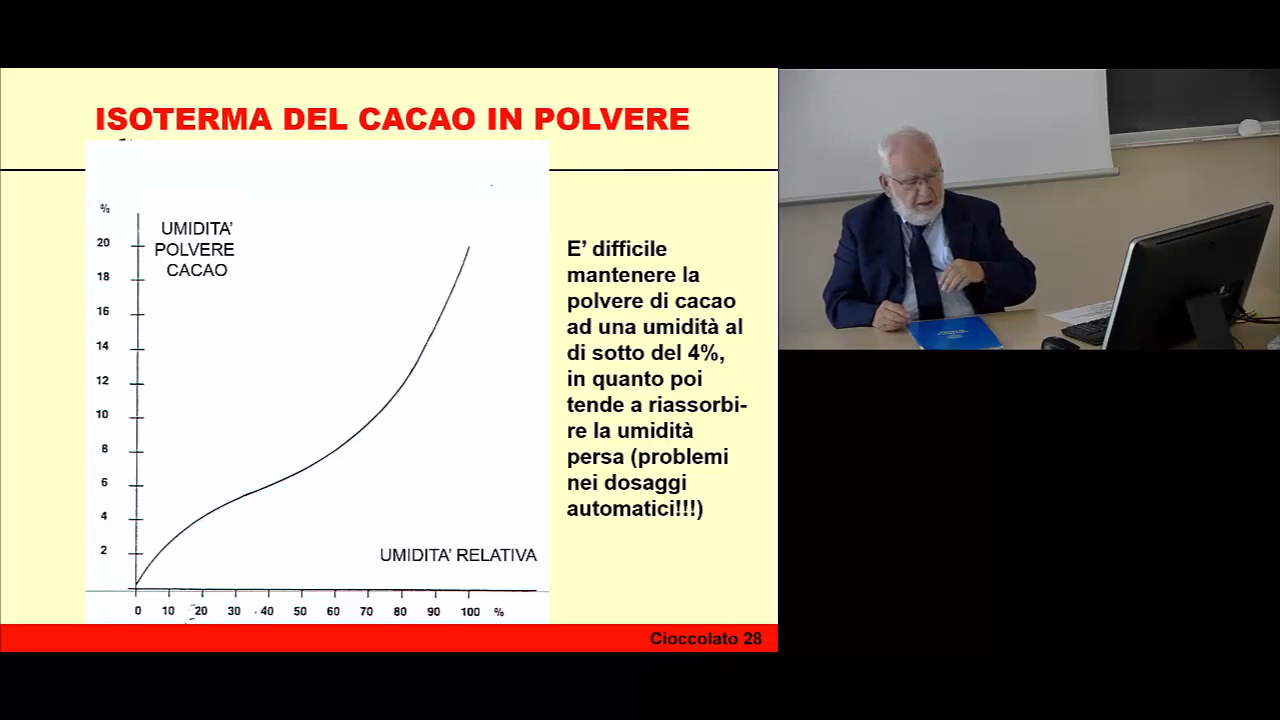 ISOTERMA DEL CACAO IN POLVERE
%
UMIDITA'
POLVERE
CACAO
20
18
16
14
12
10
8
6
4
2
UMIDITA' RELATIVA
0 10 20 30 40 50 60 70 80 90 100 %
E' difficile
mantenere la
polvere di cacao
ad una umidità al
di sotto del 4%,
in quanto poi
tende a riassorbi-
re la umidità
persa (problemi
nei dosaggi
automatici!!!)
Cioccolato 28